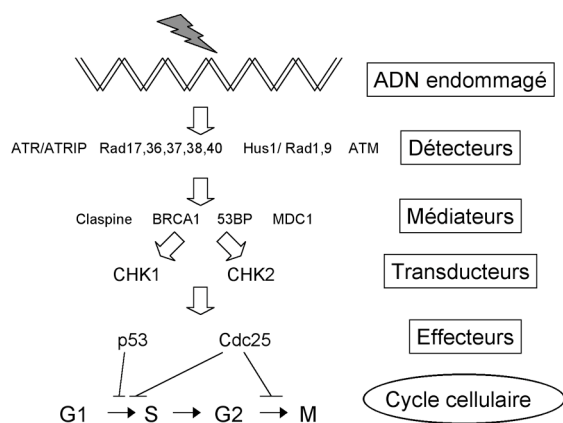 ADN endommagé
ATR/ATRIP Rad17,36,37,38,40 Hus1/ Rad1,9 ATM Détecteurs
Claspine BRCA1 53BP MDC1 Médiateurs
CHK1 CHK2 Transducteurs
p53 Cdc25 Effecteurs
G1 S G2 M Cycle cellulaire